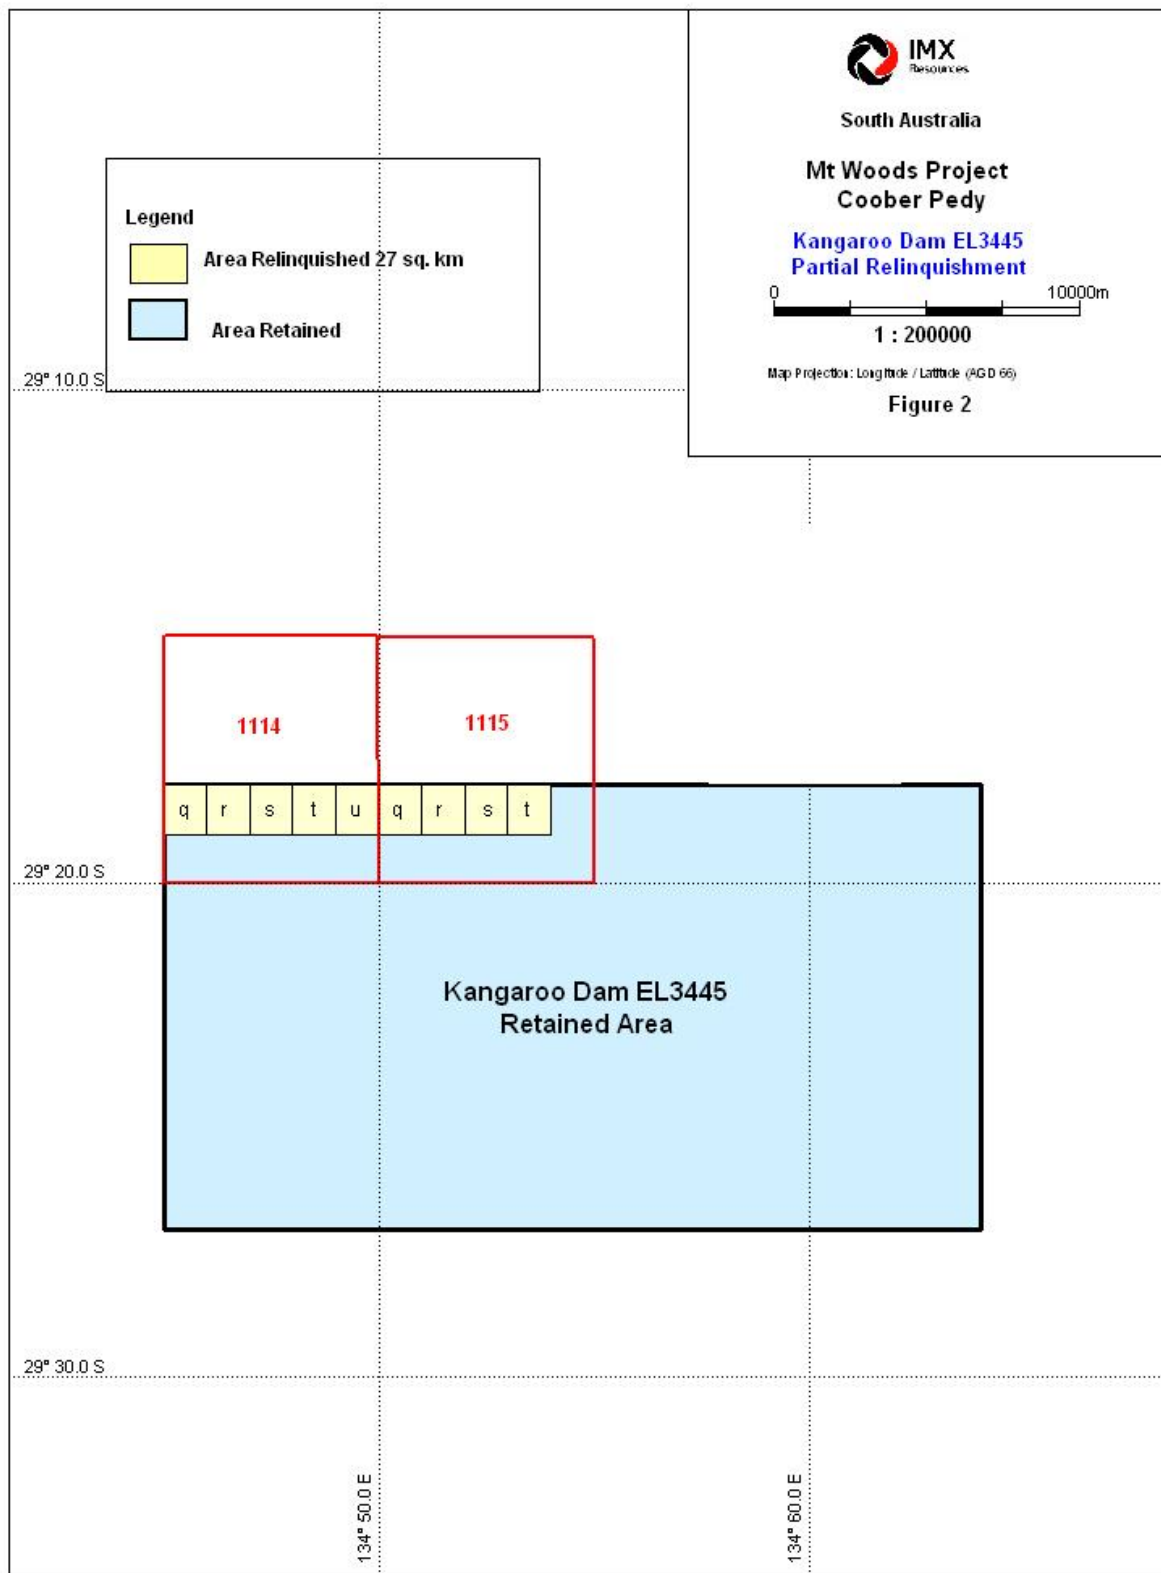 IMX
Resources
South Australia
Mt Woods Project
Coober Pedy
Kangaroo Dam EL3445
Partial Relinquishment
0 10000m
1 : 200000
Map Projection: Longitude / Latitude (AGD 66)
Figure 2
Legend
Area Relinquished 27 sq. km
Area Retained
29° 10.0 S
1114 1115
q r s t u q r s t
29° 20.0 S
Kangaroo Dam EL3445
Retained Area
29° 30.0 S
134° 50.0 E
134° 60.0 E